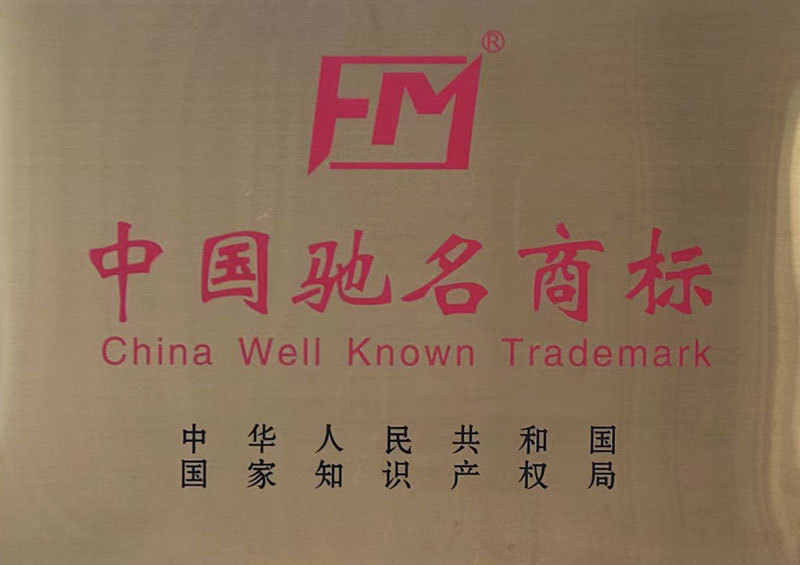 FM®
中国驰名商标
China Well Known Trademark
中华人民共和国
国家知识产权局